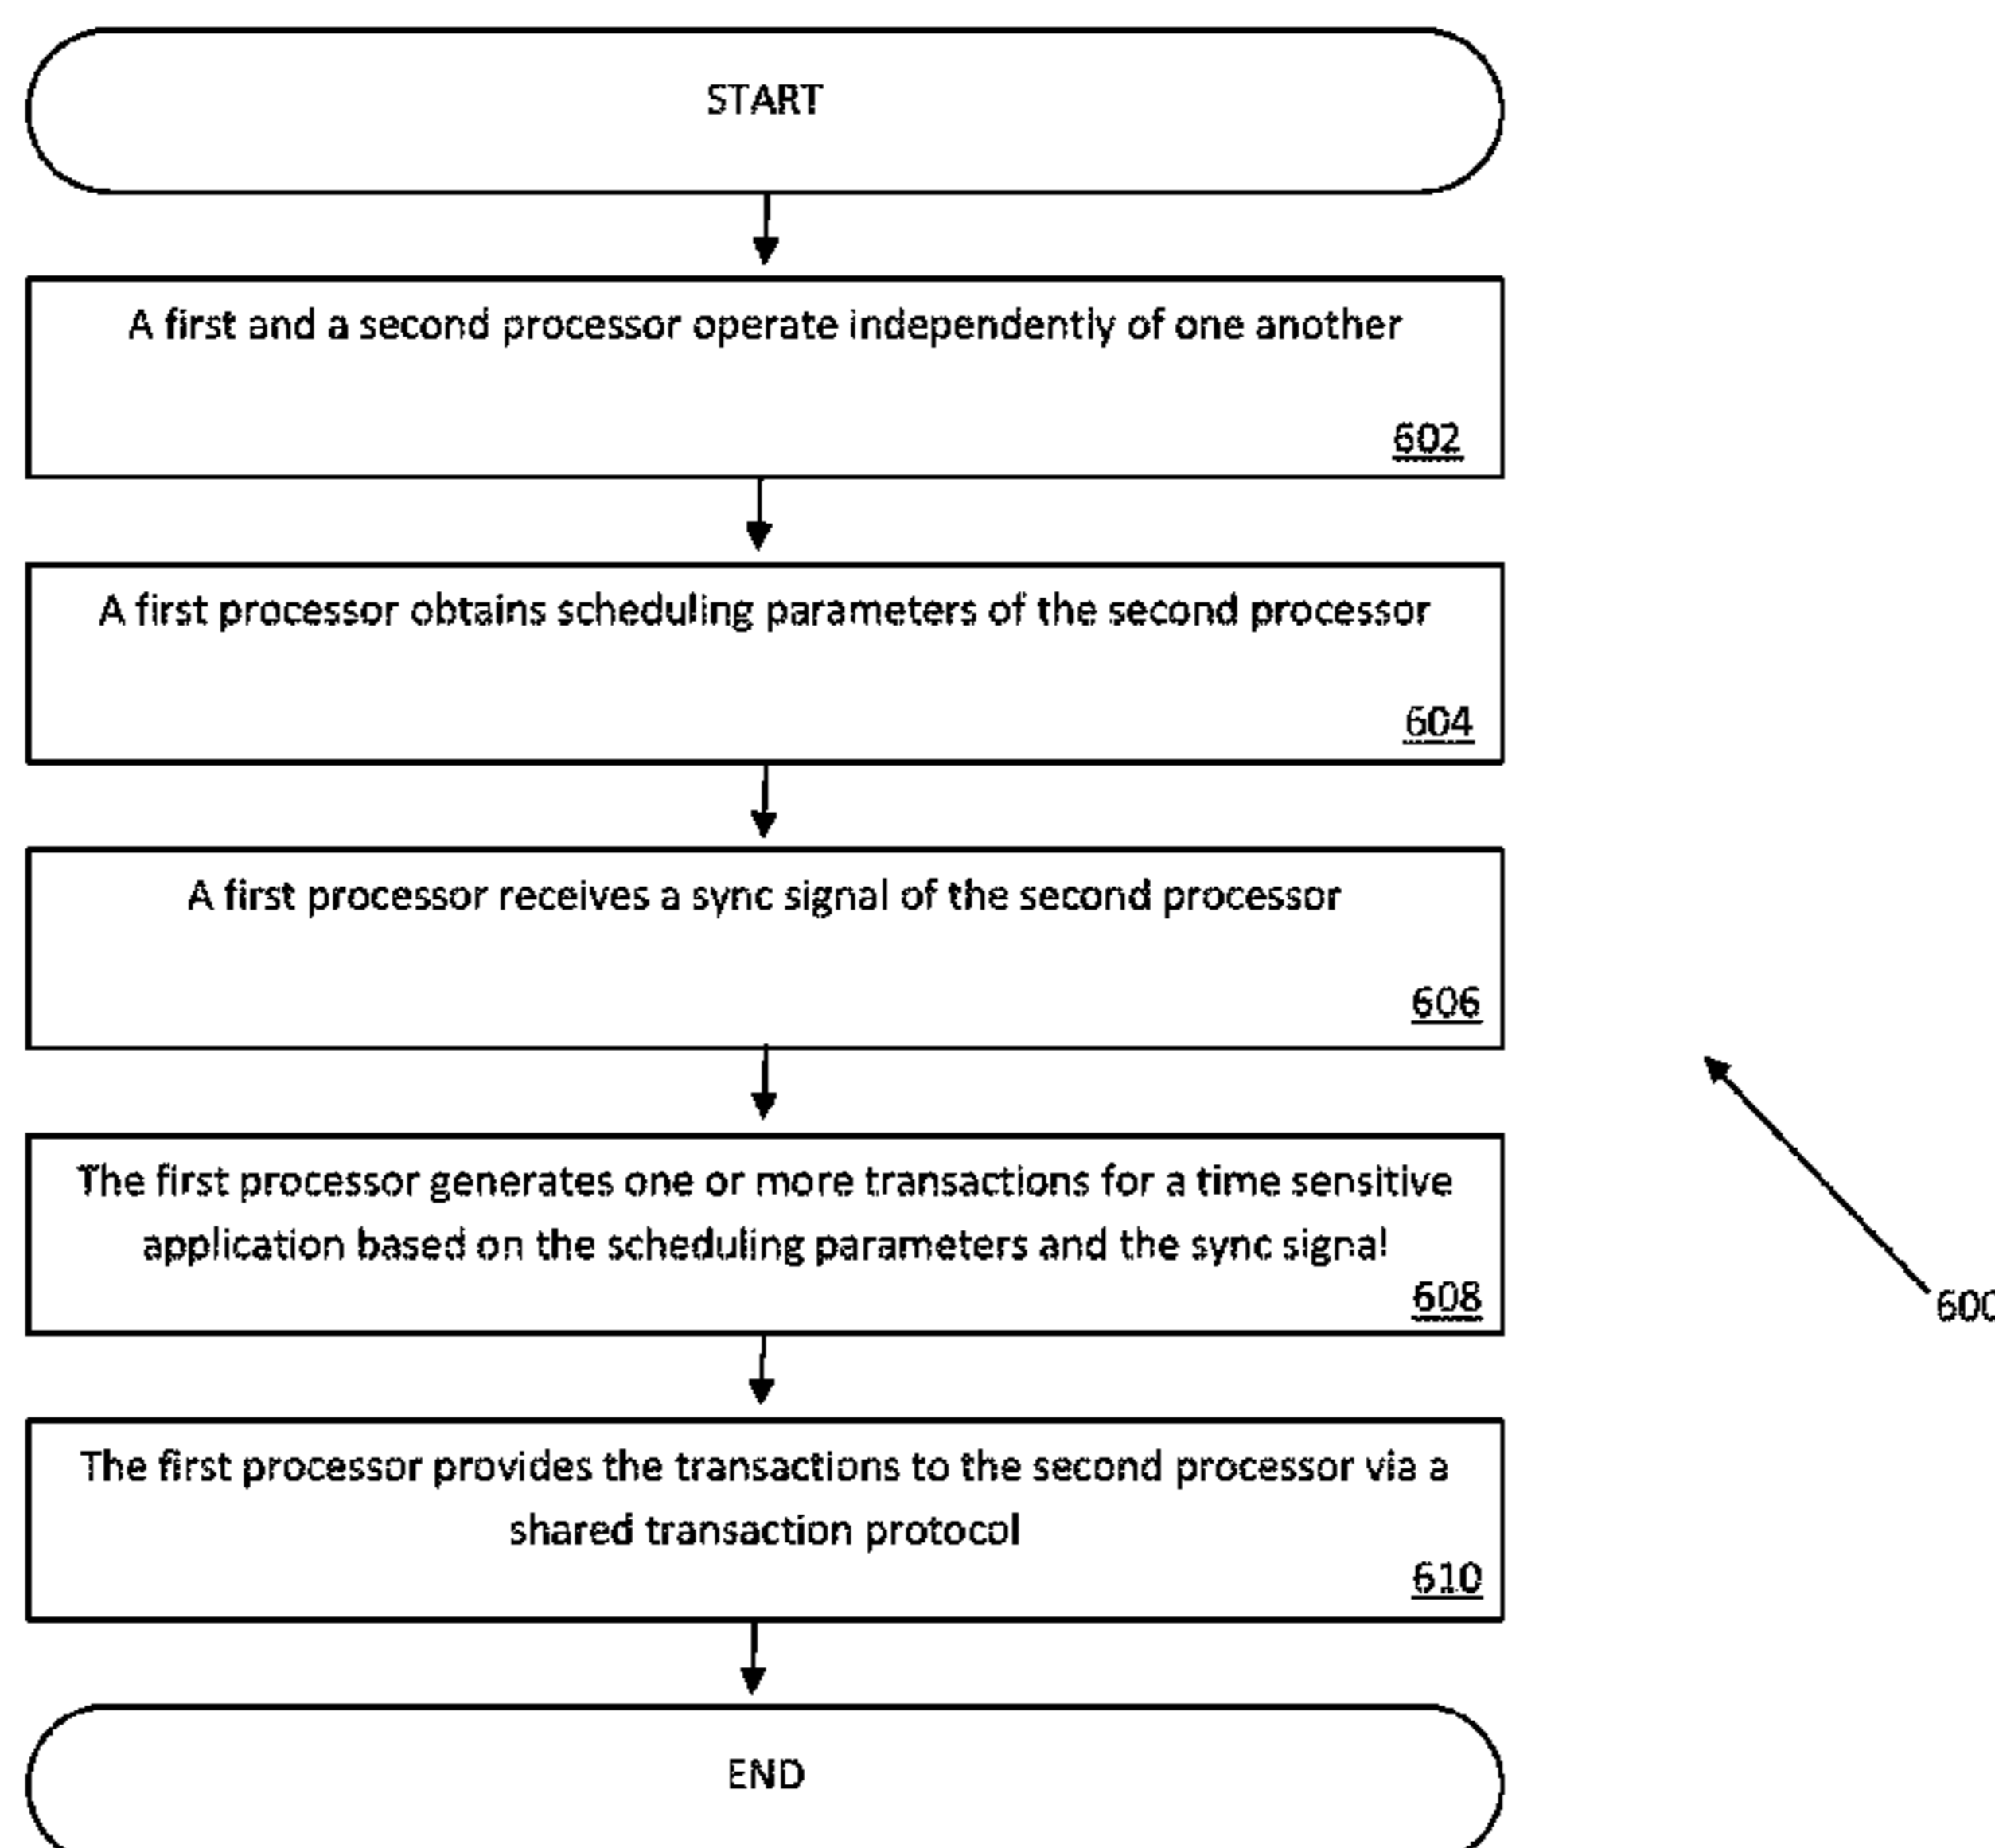 START
A first and a second processor operate independently of one another
602
A first processor obtains scheduling parameters of the second processor
604
A first processor receives a sync signal of the second processor
606
The first processor generates one or more transactions for a time sensitive
application based on the scheduling parameters and the sync signal
608
600
The first processor provides the transactions to the second processor via a
shared transaction protocol
610
END